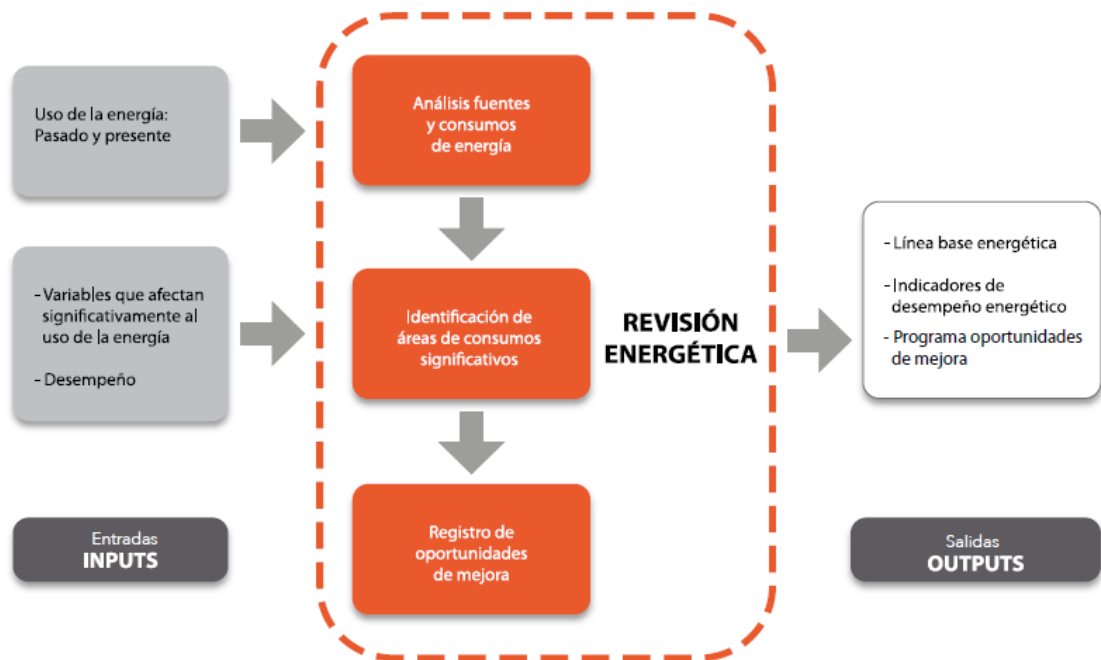 Uso de la energía:
Pasado y presente
- Variables que afectan
significativamente al
uso de la energía
- Desempeño
Entradas
INPUTS
Análisis fuentes
y consumos
de energía
Identificación de
áreas de consumos
significativos
Registro de
oportunidades
de mejora
REVISIÓN
ENERGÉTICA
- Línea base energética
- Indicadores de
desempeño energético
- Programa oportunidades
de mejora
Salidas
OUTPUTS